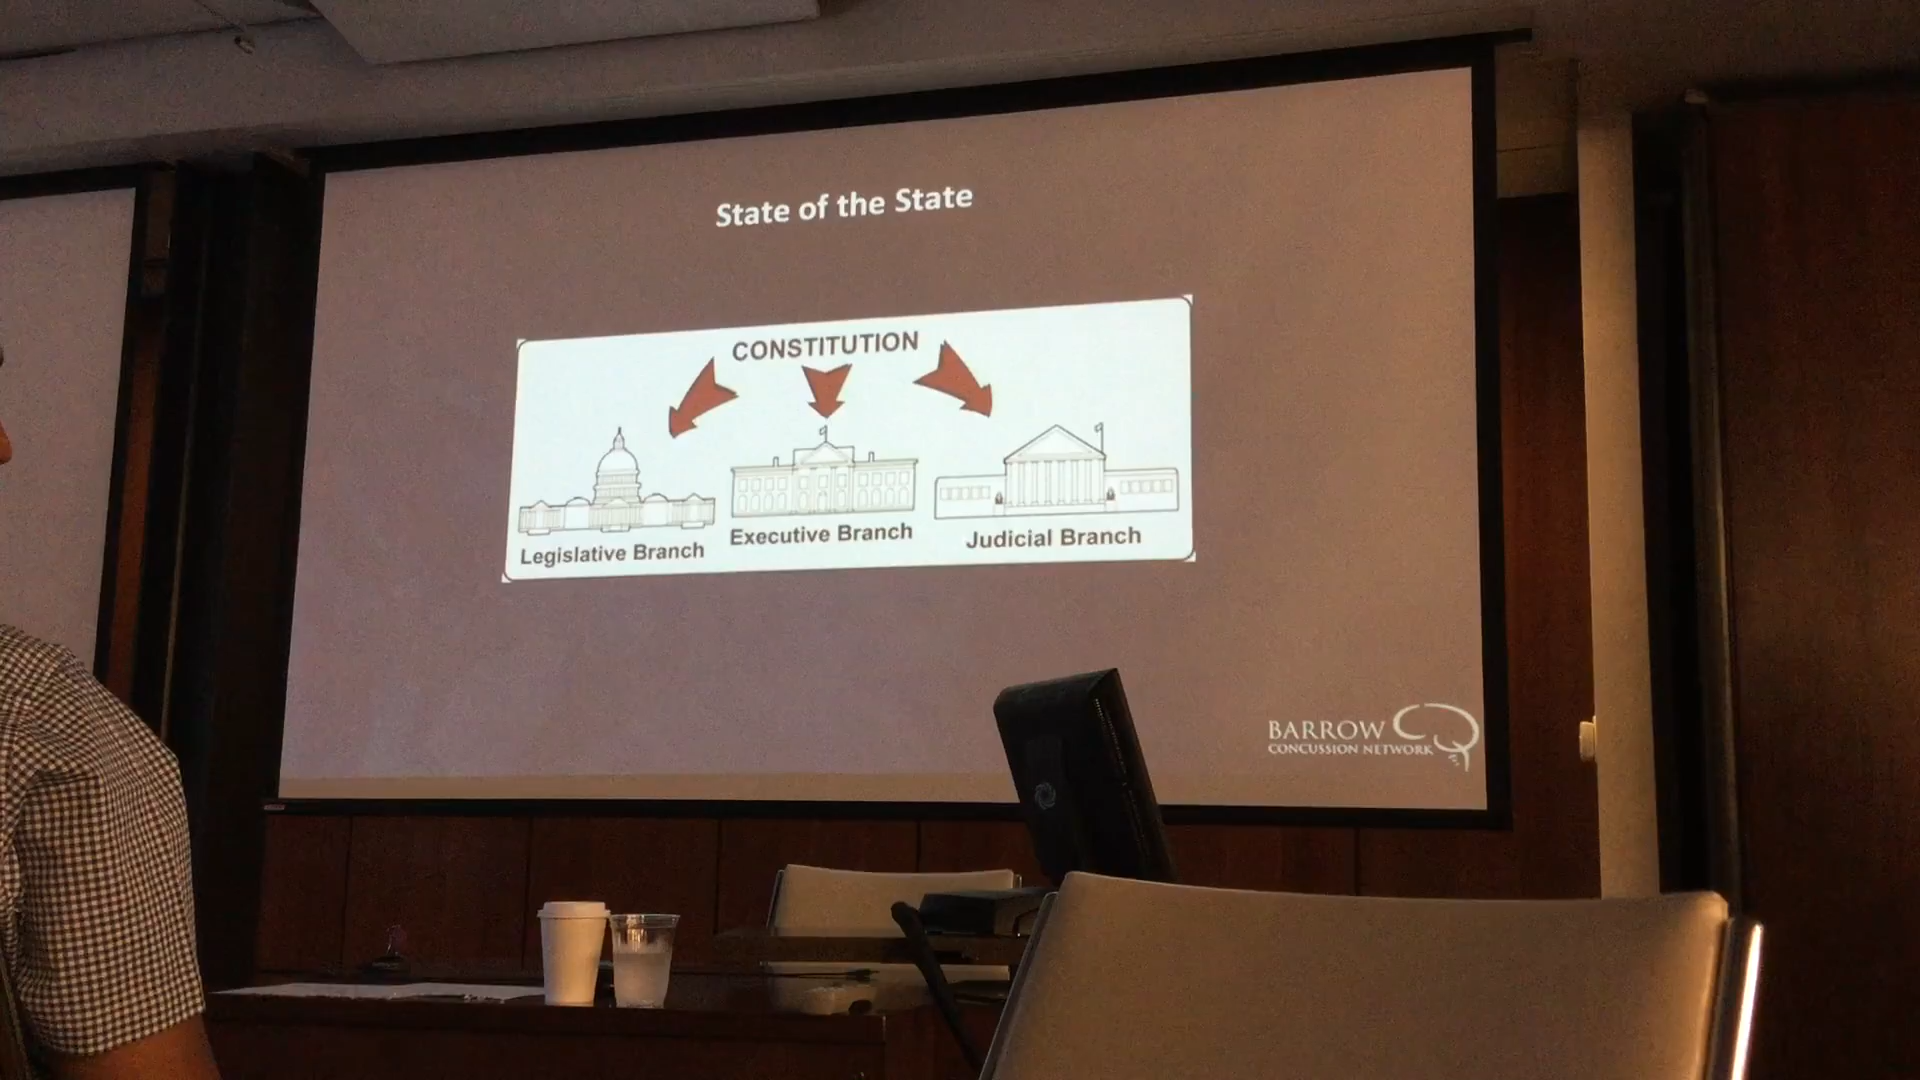 State of the State
CONSTITUTION
Legislative Branch
Executive Branch
Judicial Branch
BARROW
CONCUSSION NETWORK